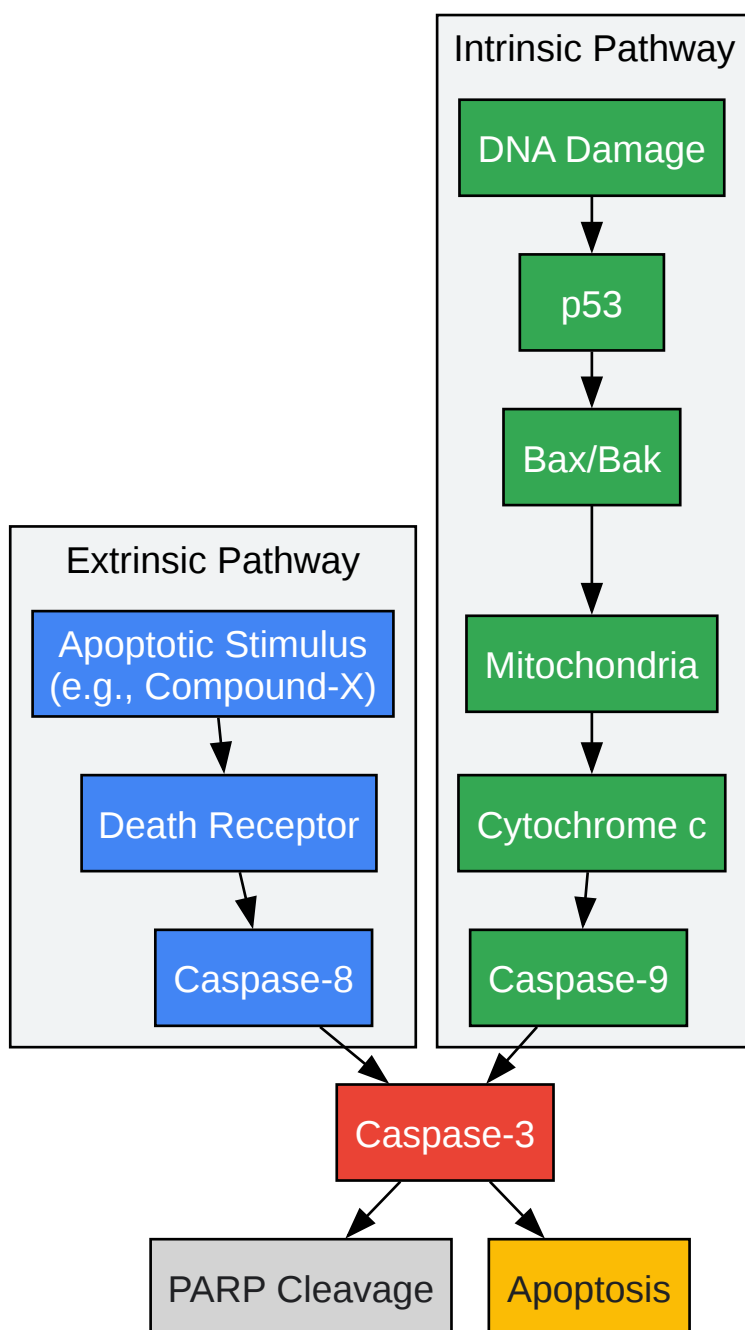 Intrinsic Pathway
DNA Damage
p53
Bax/Bak
Mitochondria
Cytochrome c
Caspase-9
Extrinsic Pathway
Apoptotic Stimulus
(e.g., Compound-X)
Death Receptor
Caspase-8
Caspase-3
PARP Cleavage
Apoptosis